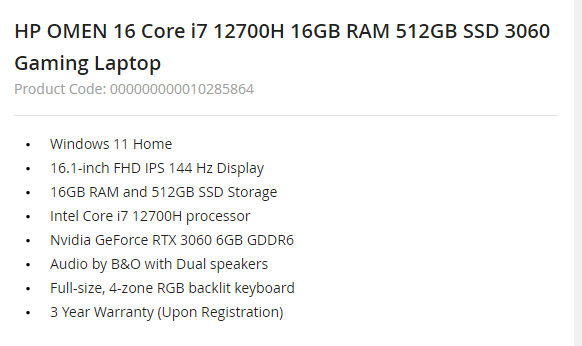 HP OMEN 16 Core i7 12700H 16GB RAM 512GB SSD 3060
Gaming Laptop
Product Code: 000000000010285864
• Windows 11 Home
• 16.1-inch FHD IPS 144 Hz Display
• 16GB RAM and 512GB SSD Storage
• Intel Core i7 12700H processor
• Nvidia GeForce RTX 3060 6GB GDDR6
• Audio by B&O with Dual speakers
• Full-size, 4-zone RGB backlit keyboard
• 3 Year Warranty (Upon Registration)